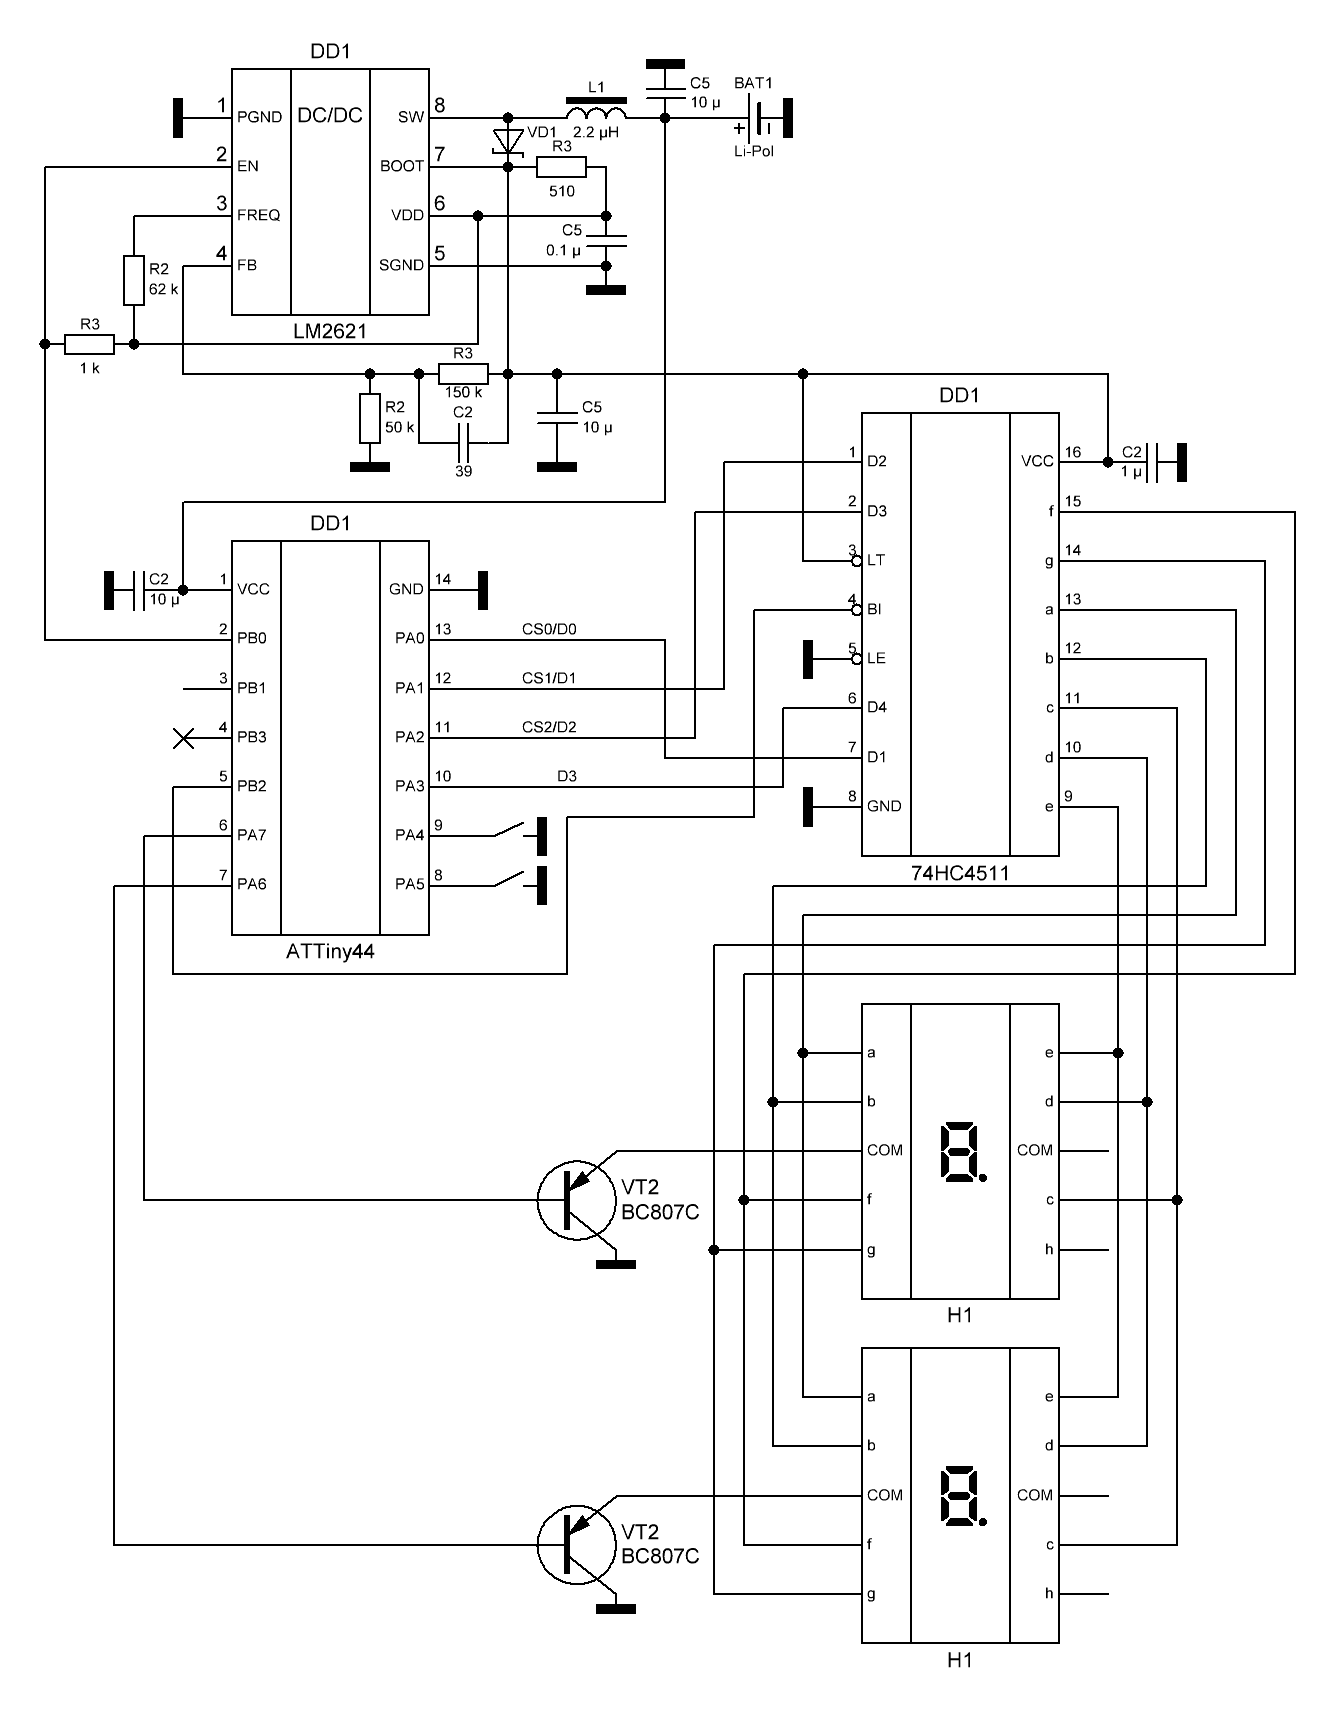 DD1
DC/DC
1 PGND
2 EN
3 FREQ
4 FB
SW 8
BOOT 7
VDD 6
SGND 5
LM2621
L1
2.2 µH
VD1
C5
10 µ
BAT1
+
Li-Pol
R3
510
C5
0.1 µ
R2
62 k
R3
1 k
R3
150 k
C2
39
R2
50 k
C5
10 µ
DD1
1 VCC
2 PB0
3 PB1
4 PB3
5 PB2
6 PA7
7 PA6
GND 14
PA0 13
PA1 12
PA2 11
PA3 10
PA4 9
PA5 8
ATTiny44
C2
10 µ
CS0/D0
CS1/D1
CS2/D2
D3
DD1
1 D2
2 D3
3 LT
4 BI
5 LE
6 D4
7 D1
8 GND
VCC 16
f 15
g 14
a 13
b 12
c 11
d 10
e 9
74HC4511
C2
1 µ
a
b
COM
f
g
e
d
COM
c
h
8.
H1
VT2
BC807C
a
b
COM
f
g
e
d
COM
c
h
8.
H1
VT2
BC807C